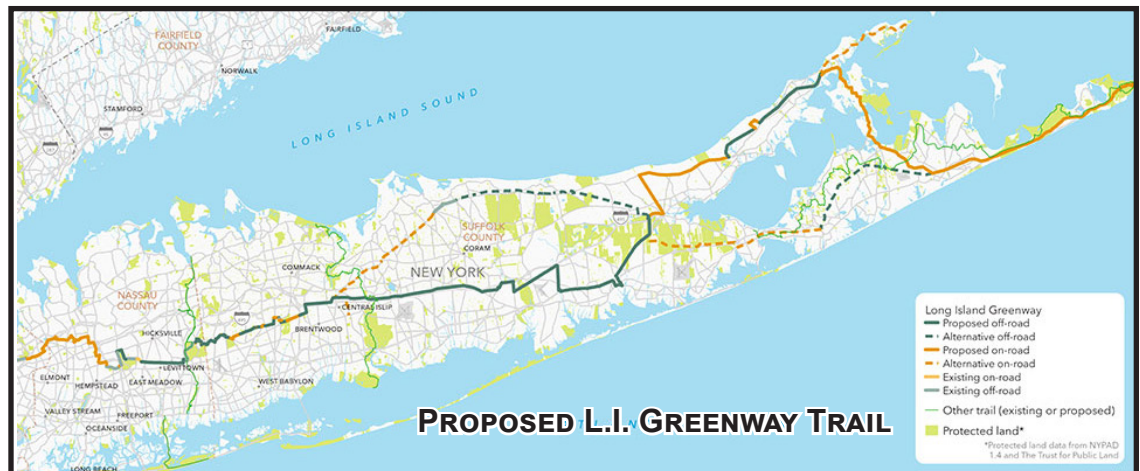 FAIRFIELD
COUNTY
FAIRFIELD
NORWALK
STAMFORD
LONG ISLAND SOUND
SUFFOLK
COUNTY
CORAM
COMMACK
NEW YORK
NASSAU
COUNTY
CENTRAL ISLIP
HICKSVILLE
BRENTWOOD
LEVITTOWN
ELMONT
HEMPSTEAD
EAST MEADOW
WEST BABYLON
VALLEY STREAM
FREEPORT
OCEANSIDE
LONG BEACH
PROPOSED L.I. GREENWAY TRAIL
Long Island Greenway
Proposed off-road
Alternative off-road
Proposed on-road
Alternative on-road
Existing on-road
Existing off-road
Other trail (existing or proposed)
Protected land*
*Protected land data from NYPAD
1.4 and The Trust for Public Land